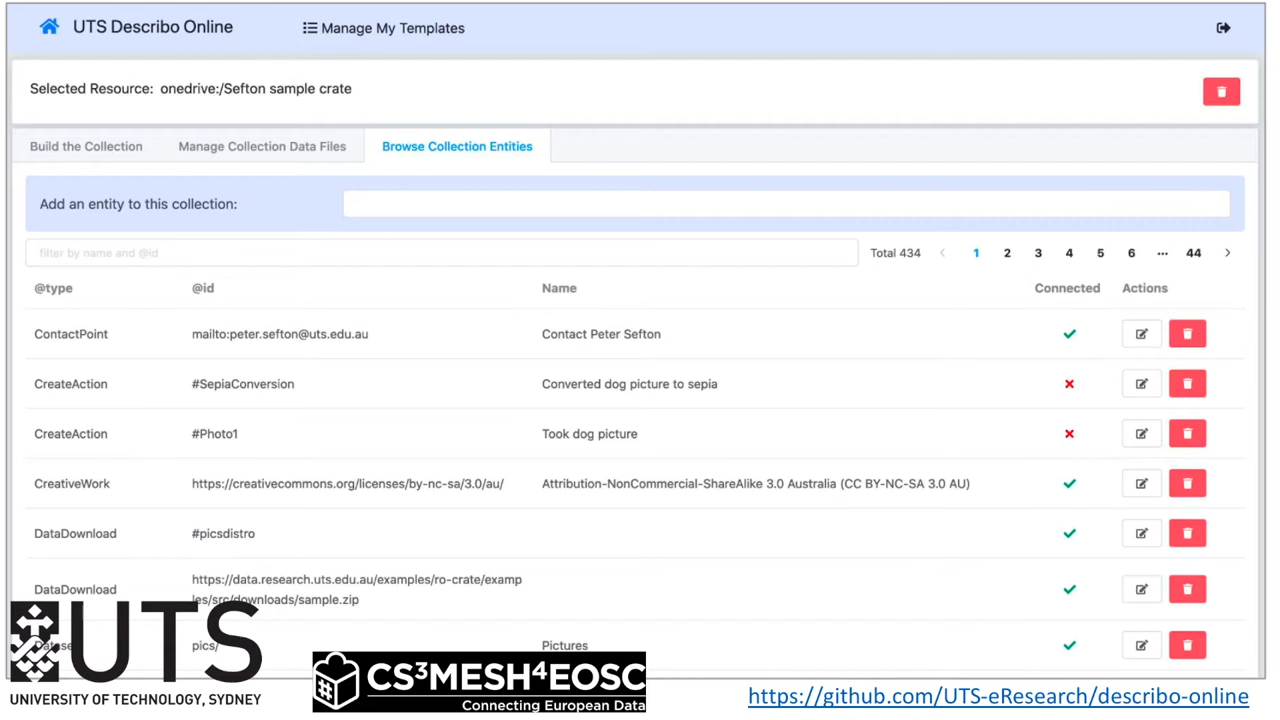 UTS Describo Online
Manage My Templates
Selected Resource: onedrive:/Sefton sample crate
Build the Collection
Manage Collection Data Files
Browse Collection Entities
Add an entity to this collection:
filter by name and @id
Total 434
1 2 3 4 5 6 ... 44
@type @id Name Connected Actions
ContactPoint mailto:peter.sefton@uts.edu.au Contact Peter Sefton
CreateAction #SepiaConversion Converted dog picture to sepia
CreateAction #Photo1 Took dog picture
CreativeWork https://creativecommons.org/licenses/by-nc-sa/3.0/au/ Attribution-NonCommercial-ShareAlike 3.0 Australia (CC BY-NC-SA 3.0 AU)
DataDownload #picsdistro
DataDownload https://data.research.uts.edu.au/examples/ro-crate/examp
les/src/downloads/sample.zip
pics/ Pictures
UTS
UNIVERSITY OF TECHNOLOGY, SYDNEY
CS3MESH4EOSC
Connecting European Data
https://github.com/UTS-eResearch/describo-online